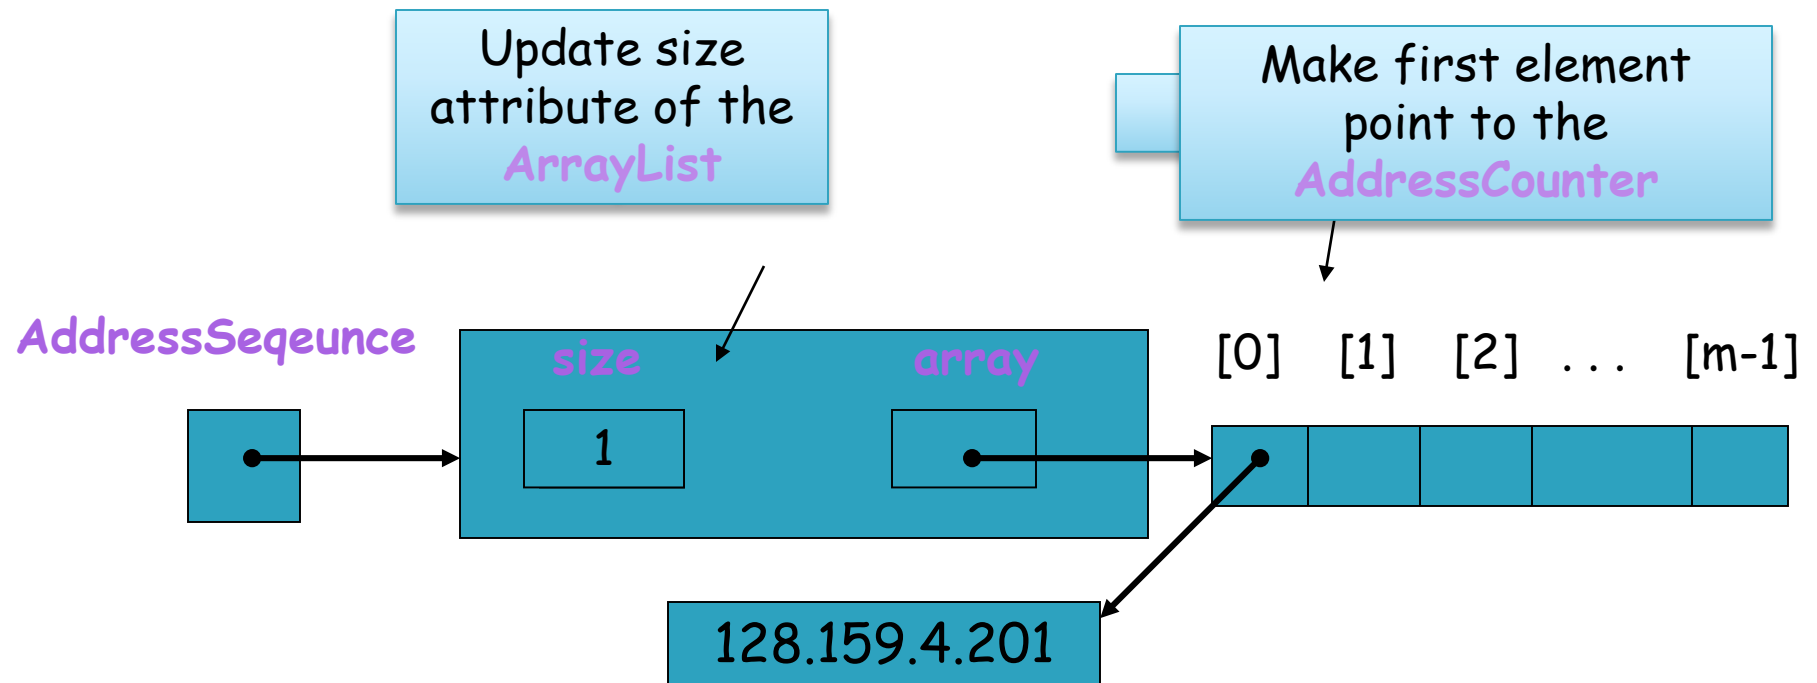 Update size
attribute of the
ArrayList
Make first element
point to the
AddressCounter
AddressSeqeunce
size
array
[0] [1] [2] . . . [m-1]
1
128.159.4.201